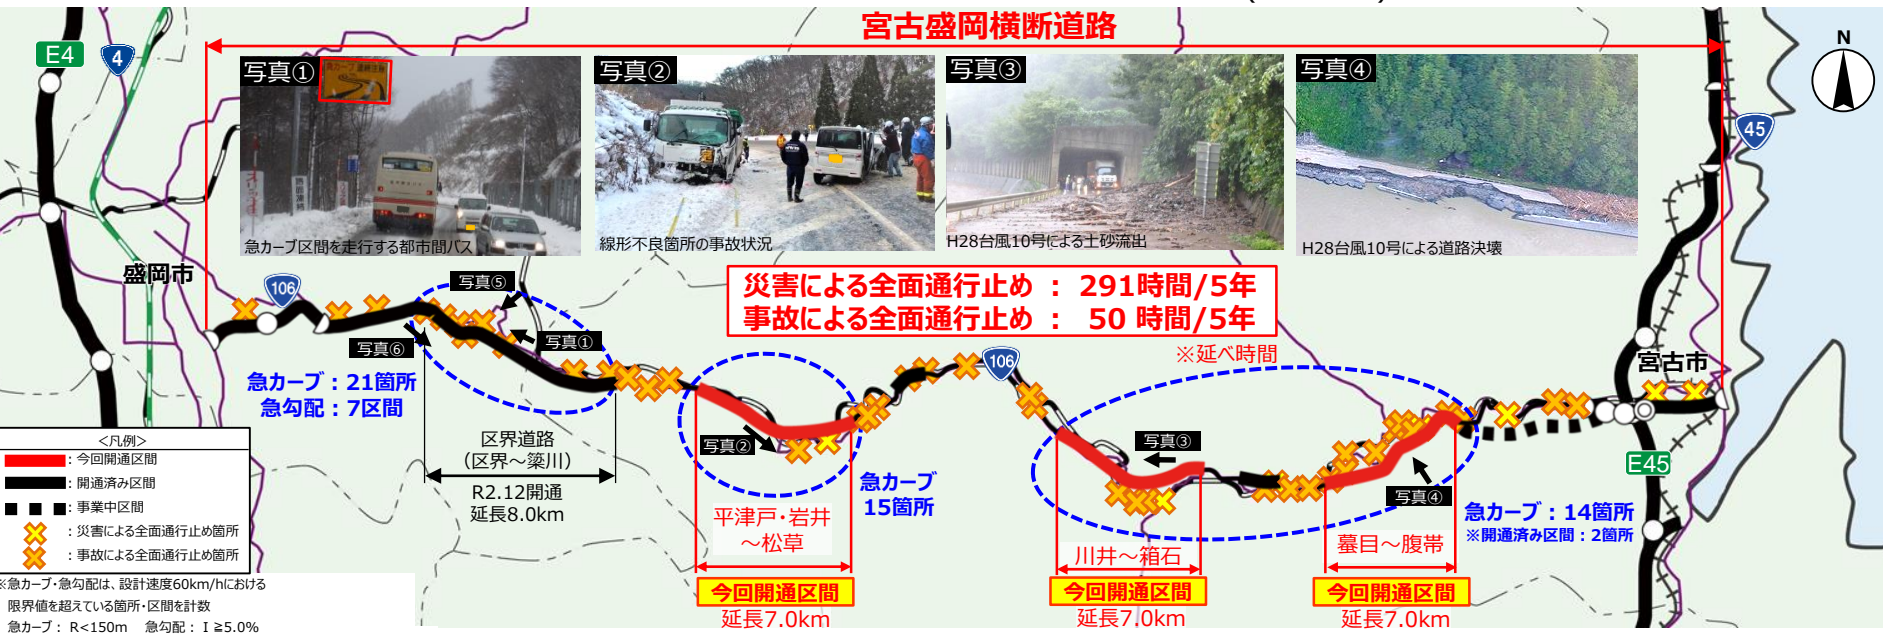 宮古盛岡横断道路
E4
4
写真①
急カーブ 連続注意
急カーブ区間を走行する都市間バス
写真②
線形不良箇所の事故状況
写真③
H28台風10号による土砂流出
写真④
H28台風10号による道路決壊
N
45
盛岡市
106
写真⑤
写真①
写真⑥
災害による全面通行止め : 291時間/5年
事故による全面通行止め : 50 時間/5年
※延べ時間
106
宮古市
急カーブ:21箇所
急勾配:7区間
区界道路
(区界~簗川)
R2.12開通
延長8.0km
写真②
急カーブ
15箇所
平津戸・岩井
~松草
今回開通区間
延長7.0km
写真③
川井~箱石
今回開通区間
延長7.0km
写真④
蟇目~腹帯
今回開通区間
延長7.0km
急カーブ:14箇所
※開通済み区間:2箇所
E45
<凡例>
:今回開通区間
:開通済み区間
:事業中区間
:災害による全面通行止め箇所
:事故による全面通行止め箇所
※急カーブ・急勾配は、設計速度60km/hにおける
限界値を超えている箇所・区間を計数
急カーブ: R<150m 急勾配: I≧5.0%